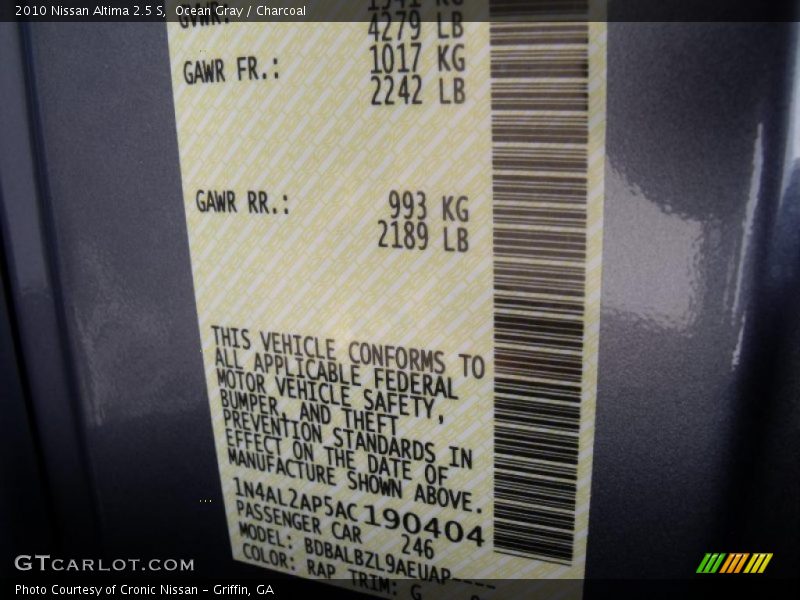 2010 Nissan Altima 2.5 S, Ocean Gray / Charcoal
GVWR:
4279 LB
GAWR FR.: 1017 KG
2242 LB
GAWR RR.: 993 KG
2189 LB
THIS VEHICLE CONFORMS TO
ALL APPLICABLE FEDERAL
MOTOR VEHICLE SAFETY,
BUMPER, AND THEFT
PREVENTION STANDARDS IN
EFFECT ON THE DATE OF
MANUFACTURE SHOWN ABOVE.
1N4AL2AP5AC190404
PASSENGER CAR 246
MODEL: BDBALBZL9AEUAP----
COLOR: RAP TRIM: G
GTCARLOT.COM
Photo Courtesy of Cronic Nissan – Griffin, GA